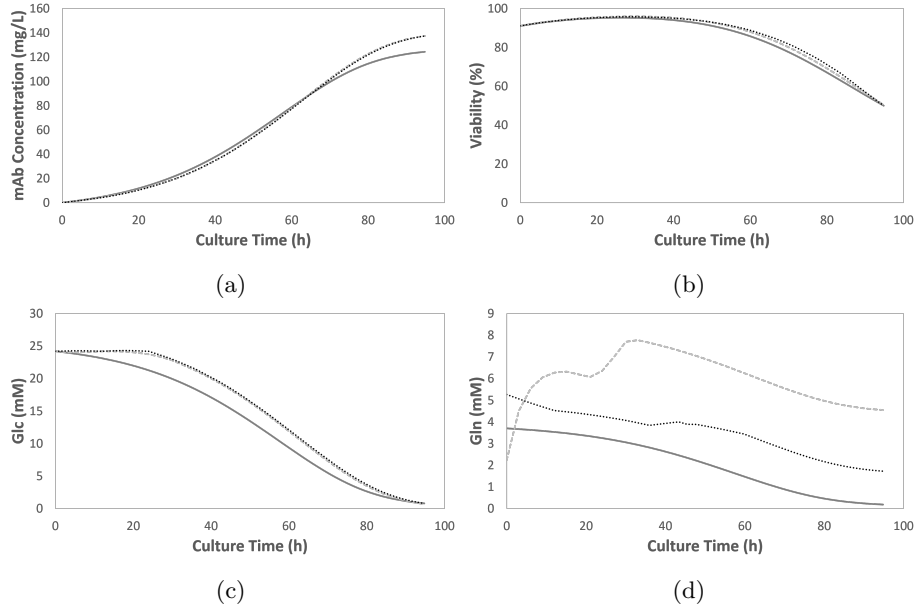 mAb Concentration (mg/L)
160
140
120
100
80
60
40
20
0
0 20 40 60 80 100
Culture Time (h)
(a)
Viability (%)
100
80
60
40
20
0
0 20 40 60 80 100
Culture Time (h)
(b)
Glc (mM)
30
25
20
15
10
5
0
0 20 40 60 80 100
Culture Time (h)
(c)
Gln (mM)
9
8
7
6
5
4
3
2
1
0
0 20 40 60 80 100
Culture Time (h)
(d)